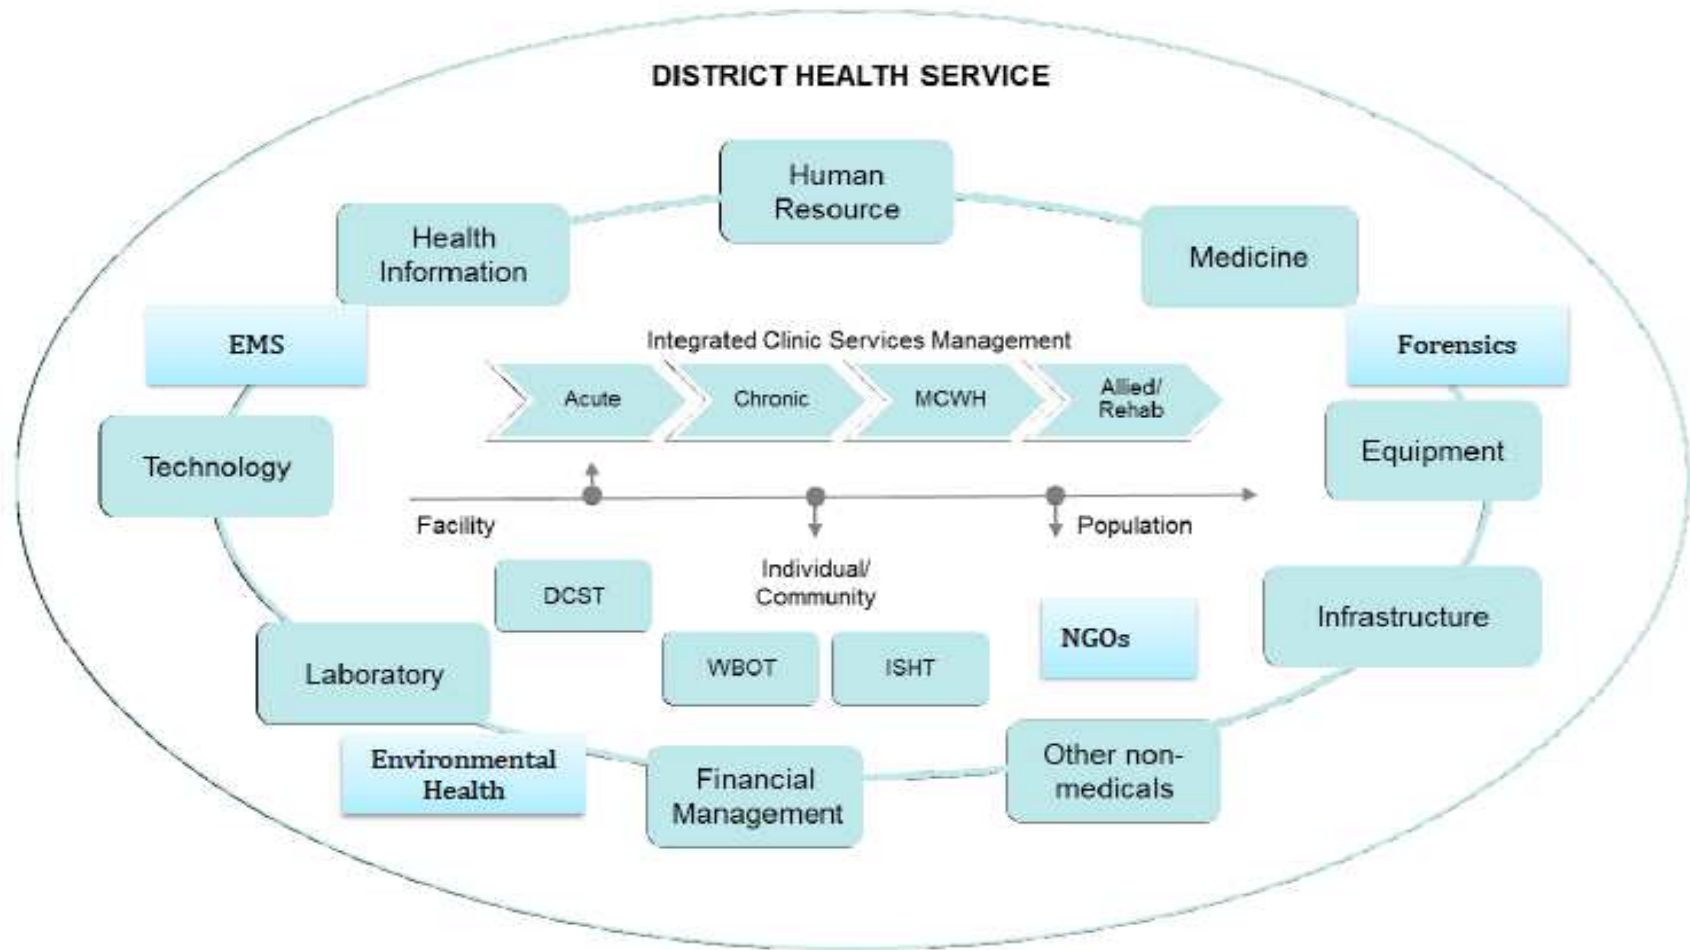 DISTRICT HEALTH SERVICE
Human
Resource
Health
Information
Medicine
EMS
Integrated Clinic Services Management
Forensics
Acute
Chronic
MCWH
Allied/
Rehab
Technology
Equipment
Facility
Population
Individual/
Community
DCST
NGOs
Infrastructure
WBOT
ISHT
Laboratory
Environmental
Health
Financial
Management
Other non-
medicals